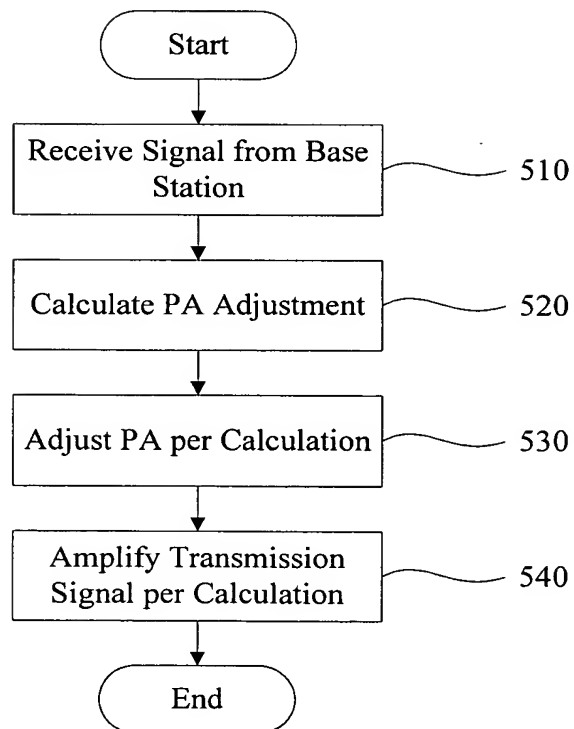 Start
Receive Signal from Base
Station
510
Calculate PA Adjustment
520
Adjust PA per Calculation
530
Amplify Transmission
Signal per Calculation
540
End